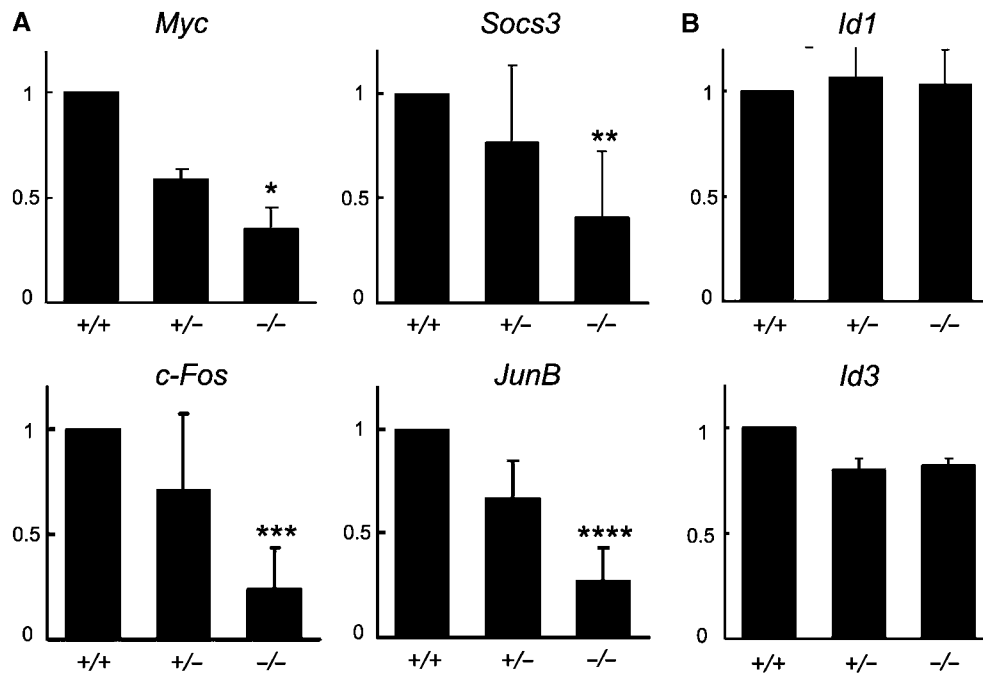 A
Myc
1
0.5
0
+/+ +/– –/–
*
Socs3
1
0.5
0
+/+ +/– –/–
**
B
Id1
1
0.5
0
+/+ +/– –/–
c-Fos
1
0.5
0
+/+ +/– –/–
***
JunB
1
0.5
0
+/+ +/– –/–
****
Id3
1
0.5
0
+/+ +/– –/–